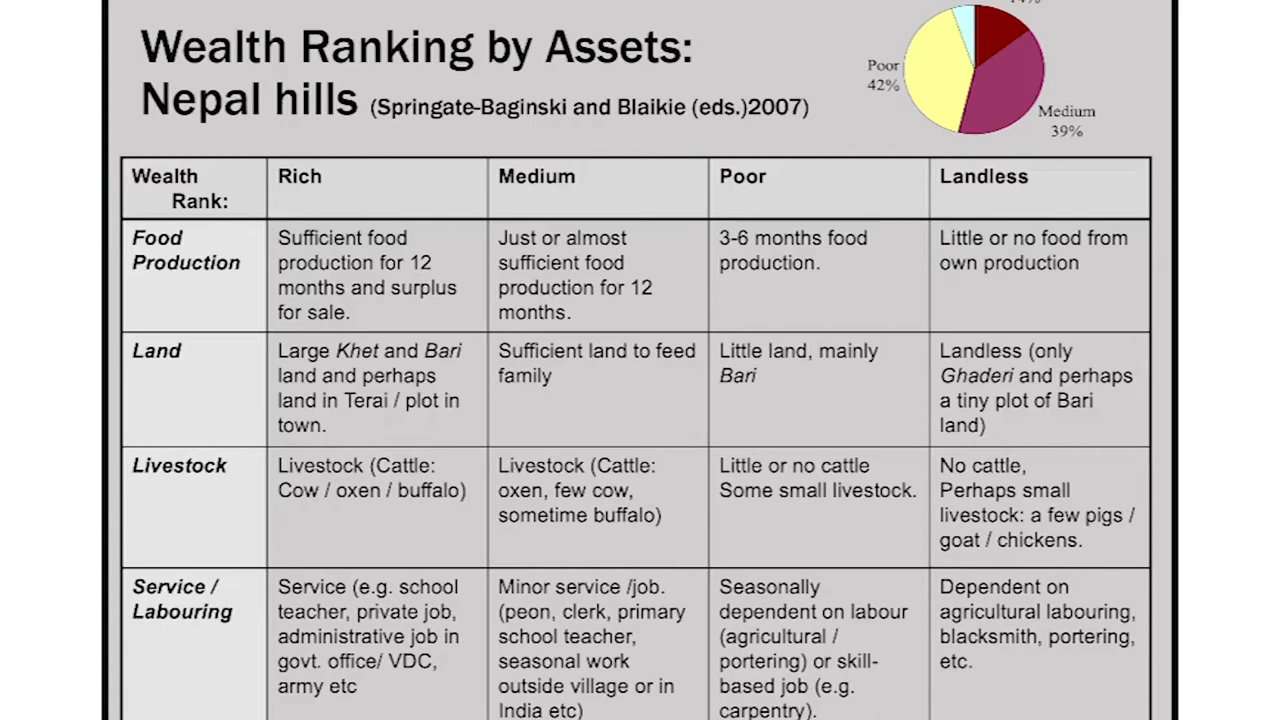 Wealth Ranking by Assets:
Nepal hills (Springate-Baginski and Blaikie (eds.)2007)
Poor
42%
Medium
39%
Wealth
Rank:
Rich
Medium
Poor
Landless
Food
Production
Sufficient food
production for 12
months and surplus
for sale.
Just or almost
sufficient food
production for 12
months.
3-6 months food
production.
Little or no food from
own production
Land
Large Khet and Bari
land and perhaps
land in Terai / plot in
town.
Sufficient land to feed
family
Little land, mainly
Bari
Landless (only
Ghaderi and perhaps
a tiny plot of Bari
land)
Livestock
Livestock (Cattle:
Cow / oxen / buffalo)
Livestock (Cattle:
oxen, few cow,
sometime buffalo)
Little or no cattle
Some small livestock.
No cattle,
Perhaps small
livestock: a few pigs /
goat / chickens.
Service /
Labouring
Service (e.g. school
teacher, private job,
administrative job in
govt. office/ VDC,
army etc
Minor service /job.
(peon, clerk, primary
school teacher,
seasonal work
outside village or in
India etc)
Seasonally
dependent on labour
(agricultural /
portering) or skill-
based job (e.g.
carpentry).
Dependent on
agricultural labouring,
blacksmith, portering,
etc.